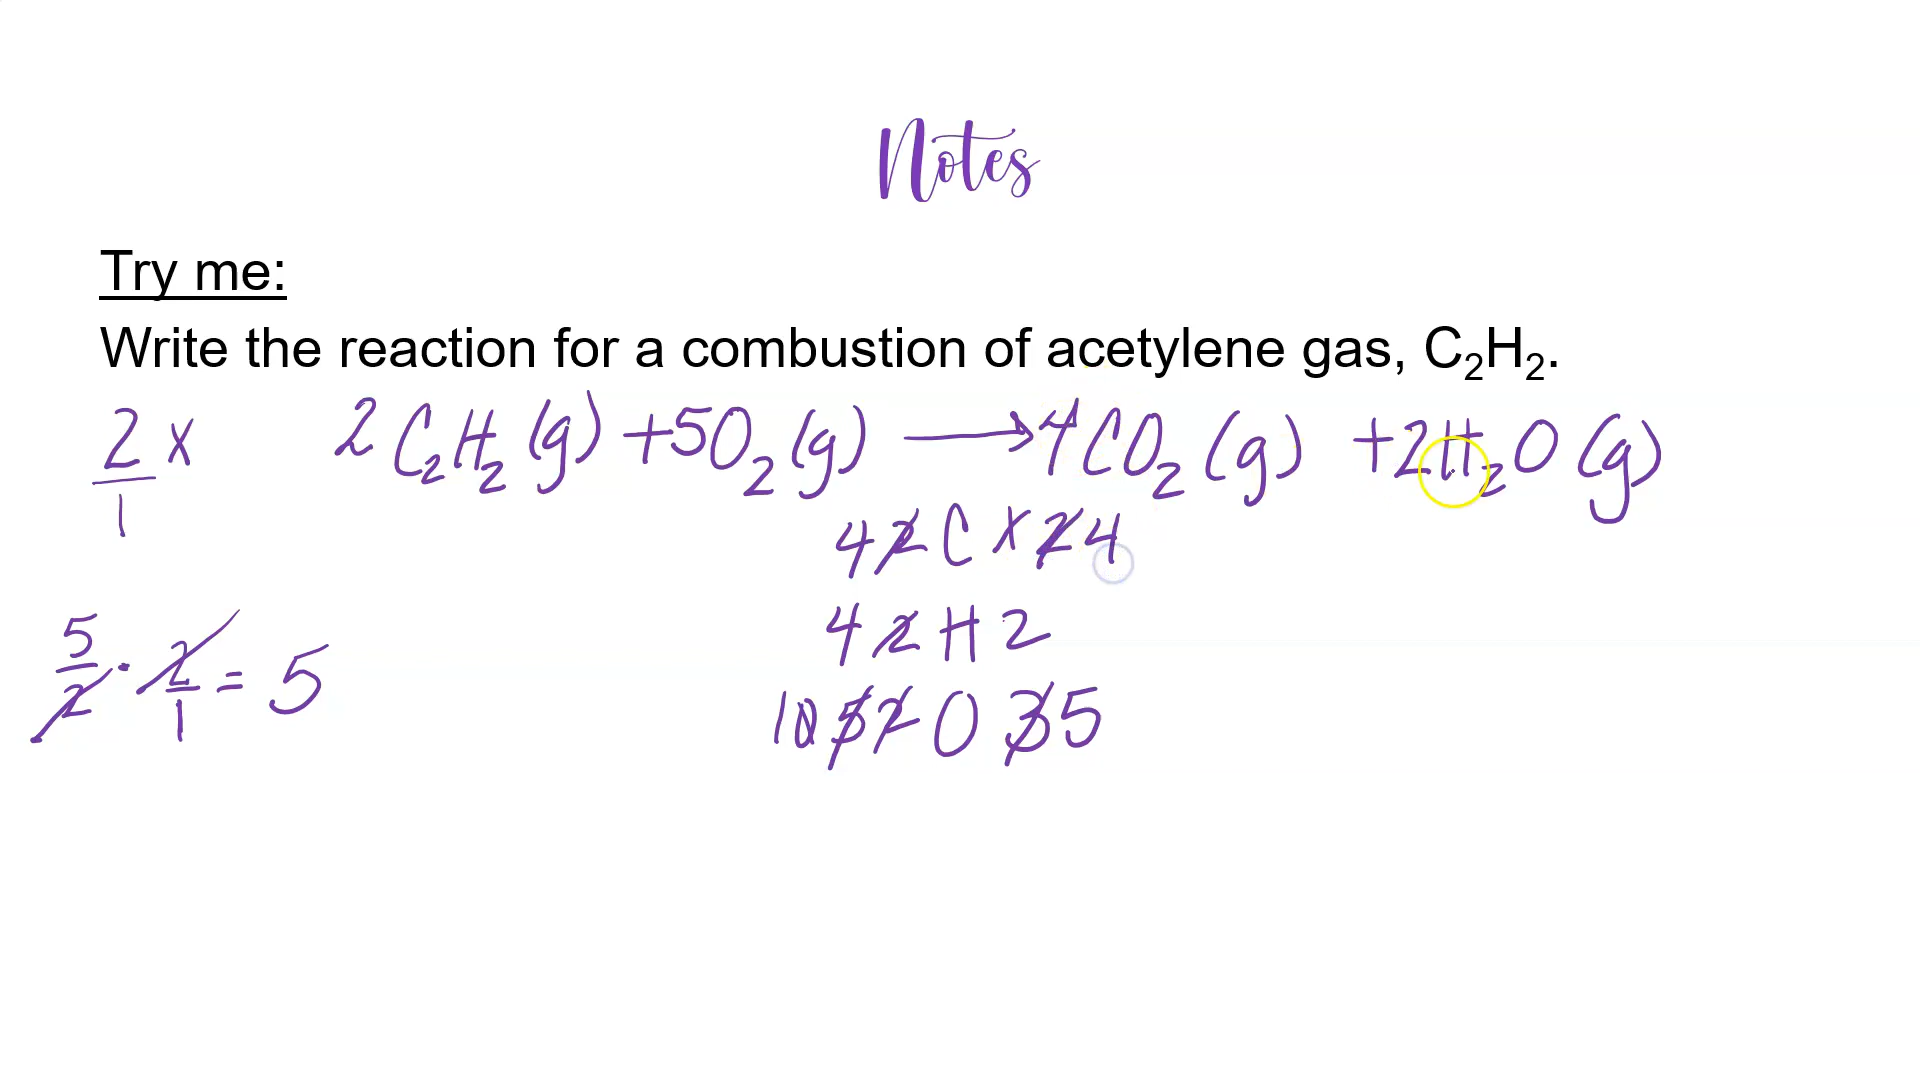 Notes
Try me:
Write the reaction for a combustion of acetylene gas, C₂H₂.
2/1 x 2 C₂H₂ (g) + 5O₂ (g) → 4CO₂ (g) + 2H₂O (g)
4 2 C x 2 4
4 2 H 2
5/2 · 2/1 = 5
10 5 2 O 3 5